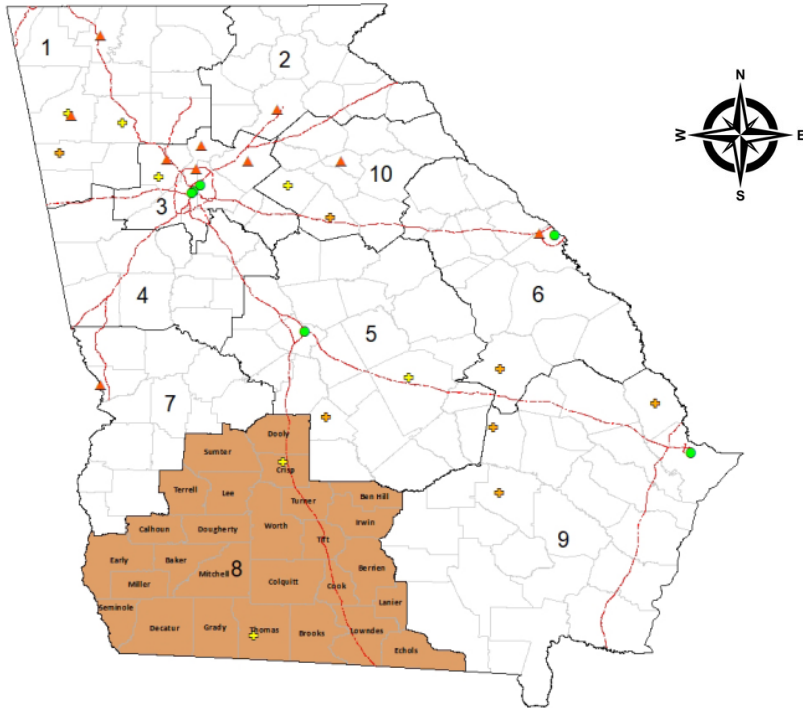 1
2
N
W
E
S
10
3
4
6
5
7
Dooly
Sumter
Crisp
Terrell
Lee
Ben Hill
Turner
Irwin
Calhoun
Dougherty
Worth
Tift
9
Early
Baker
Mitchell
8
Berrien
Miller
Colquitt
Cook
Seminole
Lanier
Decatur
Grady
Thomas
Brooks
Lowndes
Echols